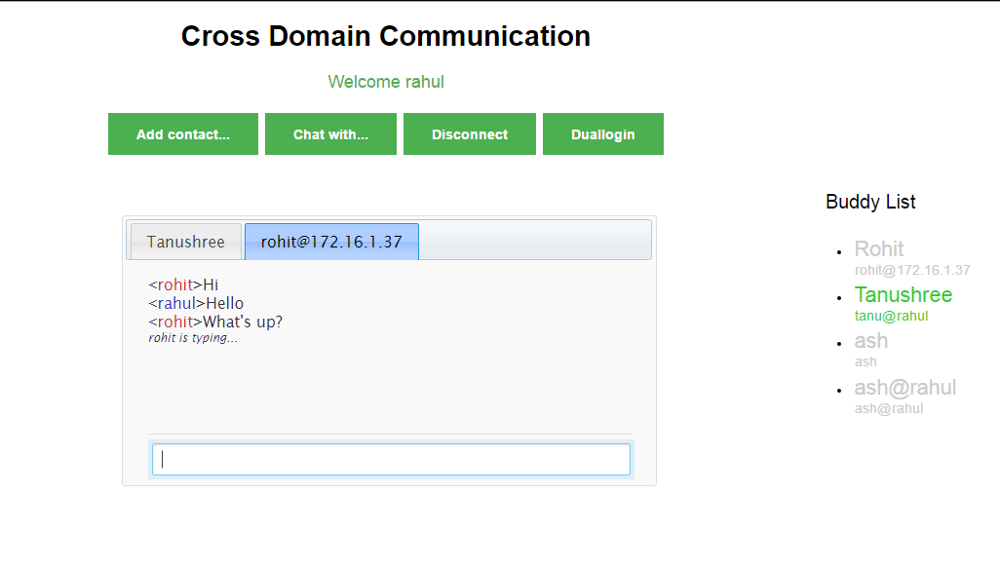 Cross Domain Communication
Welcome rahul
Add contact... Chat with... Disconnect Duallogin
Tanushree rohit@172.16.1.37
<rohit>Hi
<rahul>Hello
<rohit>What's up?
rohit is typing...
Buddy List
Rohit
rohit@172.16.1.37
Tanushree
tanu@rahul
ash
ash
ash@rahul
ash@rahul